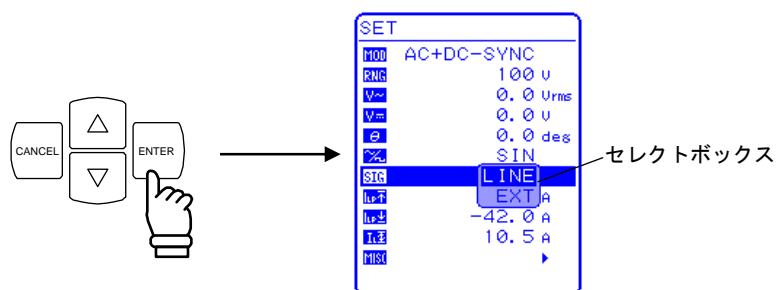 CANCEL
ENTER
SET
MOD AC+DC-SYNC
RNG 100 V
V~ 0.0 Vrms
V= 0.0 V
θ 0.0 deg
SIN
SIG LINE
EXT A
-42.0 A
10.5 A
MISC
セレクトボックス